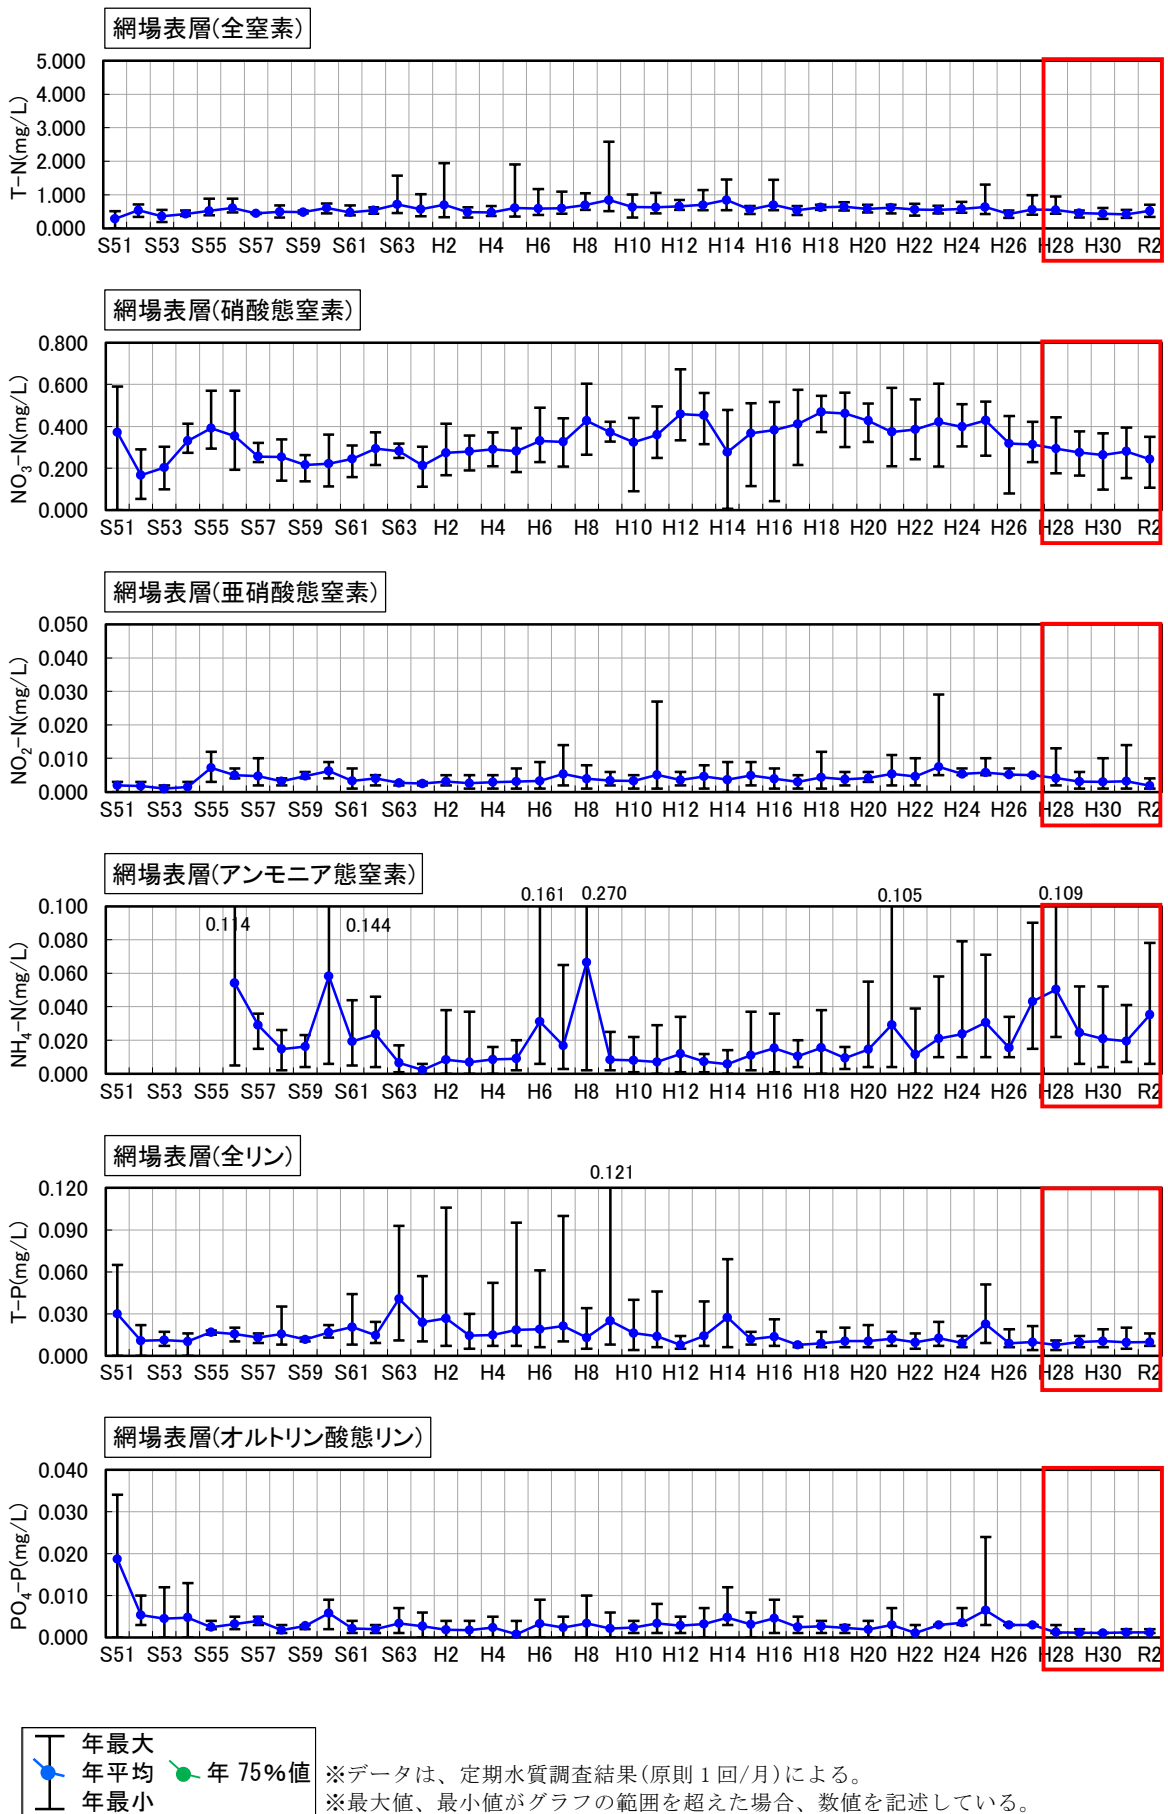 網場表層(全窒素)
T-N(mg/L)
5.000
4.000
3.000
2.000
1.000
0.000
S51 S53 S55 S57 S59 S61 S63 H2 H4 H6 H8 H10 H12 H14 H16 H18 H20 H22 H24 H26 H28 H30 R2
網場表層(硝酸態窒素)
NO3-N(mg/L)
0.800
0.600
0.400
0.200
0.000
S51 S53 S55 S57 S59 S61 S63 H2 H4 H6 H8 H10 H12 H14 H16 H18 H20 H22 H24 H26 H28 H30 R2
網場表層(亜硝酸態窒素)
NO2-N(mg/L)
0.050
0.040
0.030
0.020
0.010
0.000
S51 S53 S55 S57 S59 S61 S63 H2 H4 H6 H8 H10 H12 H14 H16 H18 H20 H22 H24 H26 H28 H30 R2
網場表層(アンモニア態窒素)
0.114 0.144 0.161 0.270 0.105 0.109
NH4-N(mg/L)
0.100
0.080
0.060
0.040
0.020
0.000
S51 S53 S55 S57 S59 S61 S63 H2 H4 H6 H8 H10 H12 H14 H16 H18 H20 H22 H24 H26 H28 H30 R2
網場表層(全リン)
0.121
T-P(mg/L)
0.120
0.090
0.060
0.030
0.000
S51 S53 S55 S57 S59 S61 S63 H2 H4 H6 H8 H10 H12 H14 H16 H18 H20 H22 H24 H26 H28 H30 R2
網場表層(オルトリン酸態リン)
PO4-P(mg/L)
0.040
0.030
0.020
0.010
0.000
S51 S53 S55 S57 S59 S61 S63 H2 H4 H6 H8 H10 H12 H14 H16 H18 H20 H22 H24 H26 H28 H30 R2
年最大
年平均 年75%値
年最小
※データは、定期水質調査結果(原則1回/月)による。
※最大値、最小値がグラフの範囲を超えた場合、数値を記述している。